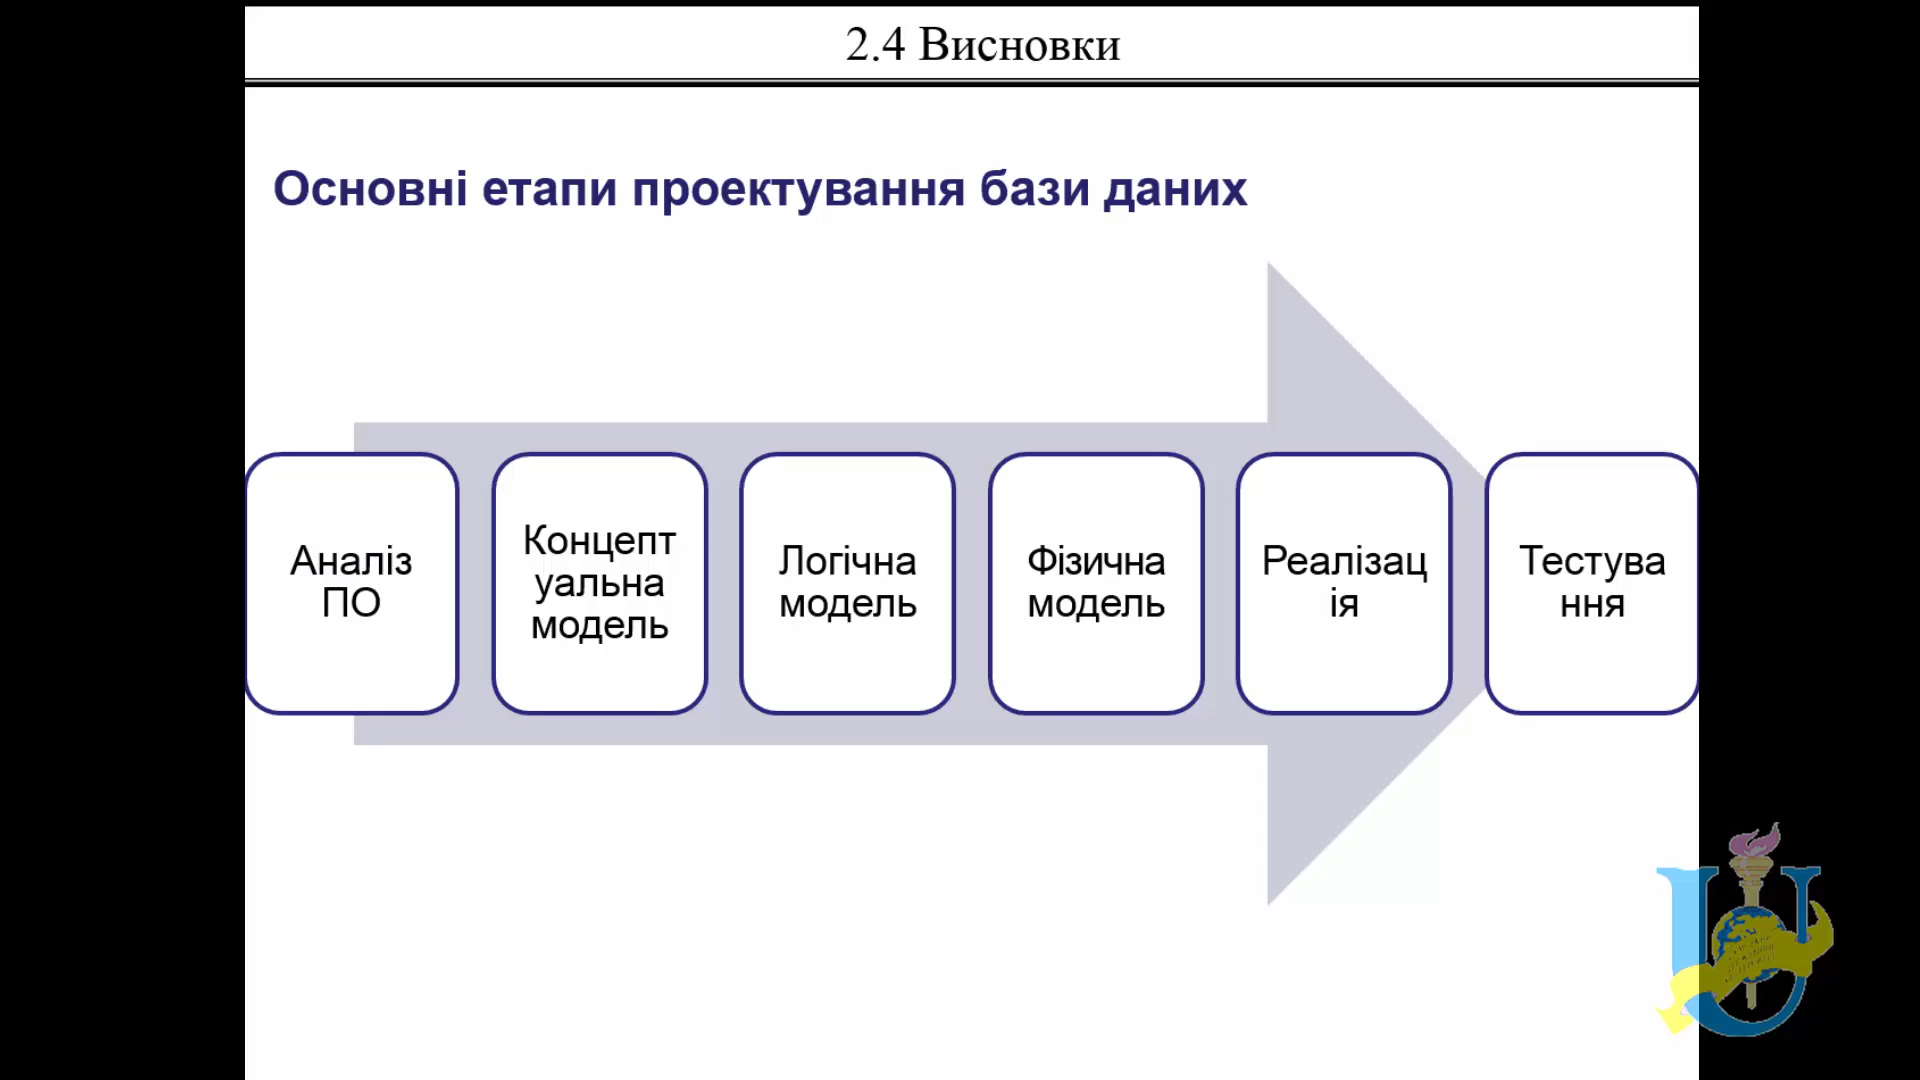 2.4 Висновки
Основні етапи проектування бази даних
Аналіз
ПО
Концепт
уальна
модель
Логічна
модель
Фізична
модель
Реалізац
ія
Тестува
ння